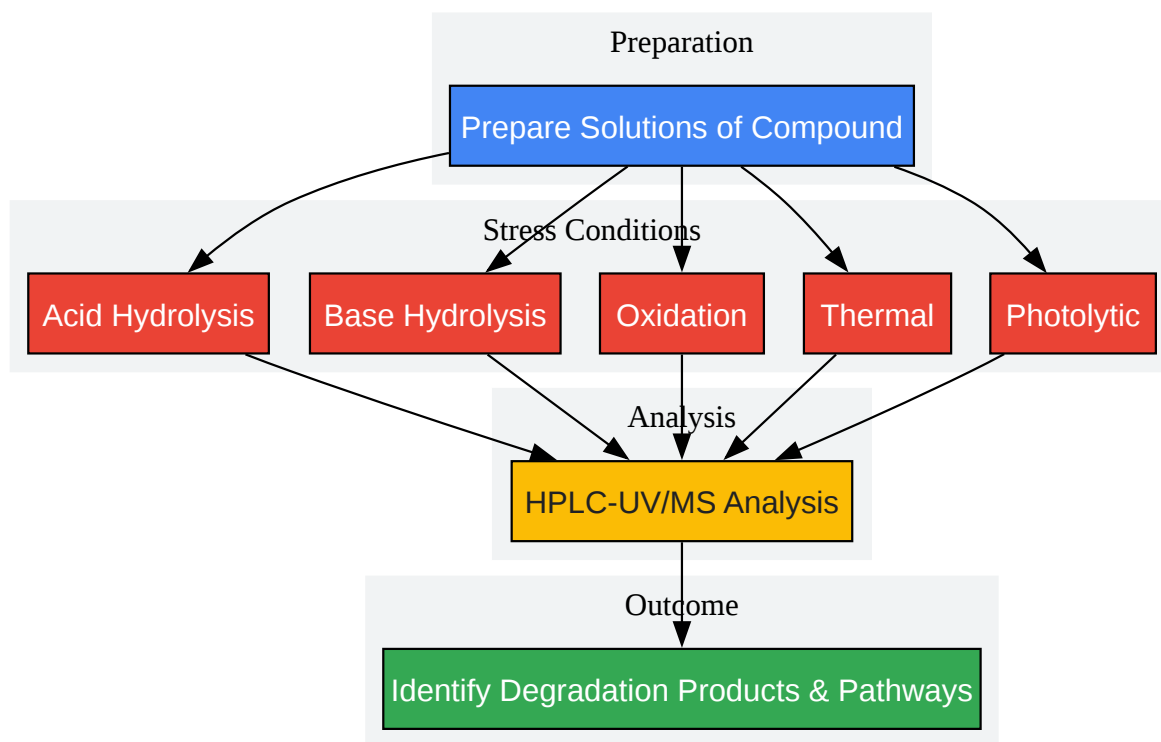 Preparation
Prepare Solutions of Compound
Stress Conditions
Acid Hydrolysis
Base Hydrolysis
Oxidation
Thermal
Photolytic
Analysis
HPLC-UV/MS Analysis
Outcome
Identify Degradation Products & Pathways